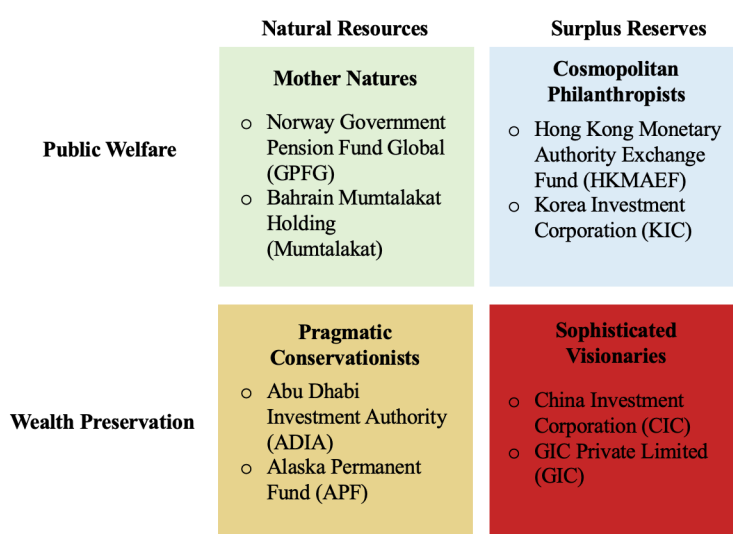 Natural Resources
Surplus Reserves
Public Welfare
Mother Natures
○ Norway Government
Pension Fund Global
(GPFG)
○ Bahrain Mumtalakat
Holding
(Mumtalakat)
Cosmopolitan
Philanthropists
○ Hong Kong Monetary
Authority Exchange
Fund (HKMAEF)
○ Korea Investment
Corporation (KIC)
Wealth Preservation
Pragmatic
Conservationists
○ Abu Dhabi
Investment Authority
(ADIA)
○ Alaska Permanent
Fund (APF)
Sophisticated
Visionaries
○ China Investment
Corporation (CIC)
○ GIC Private Limited
(GIC)